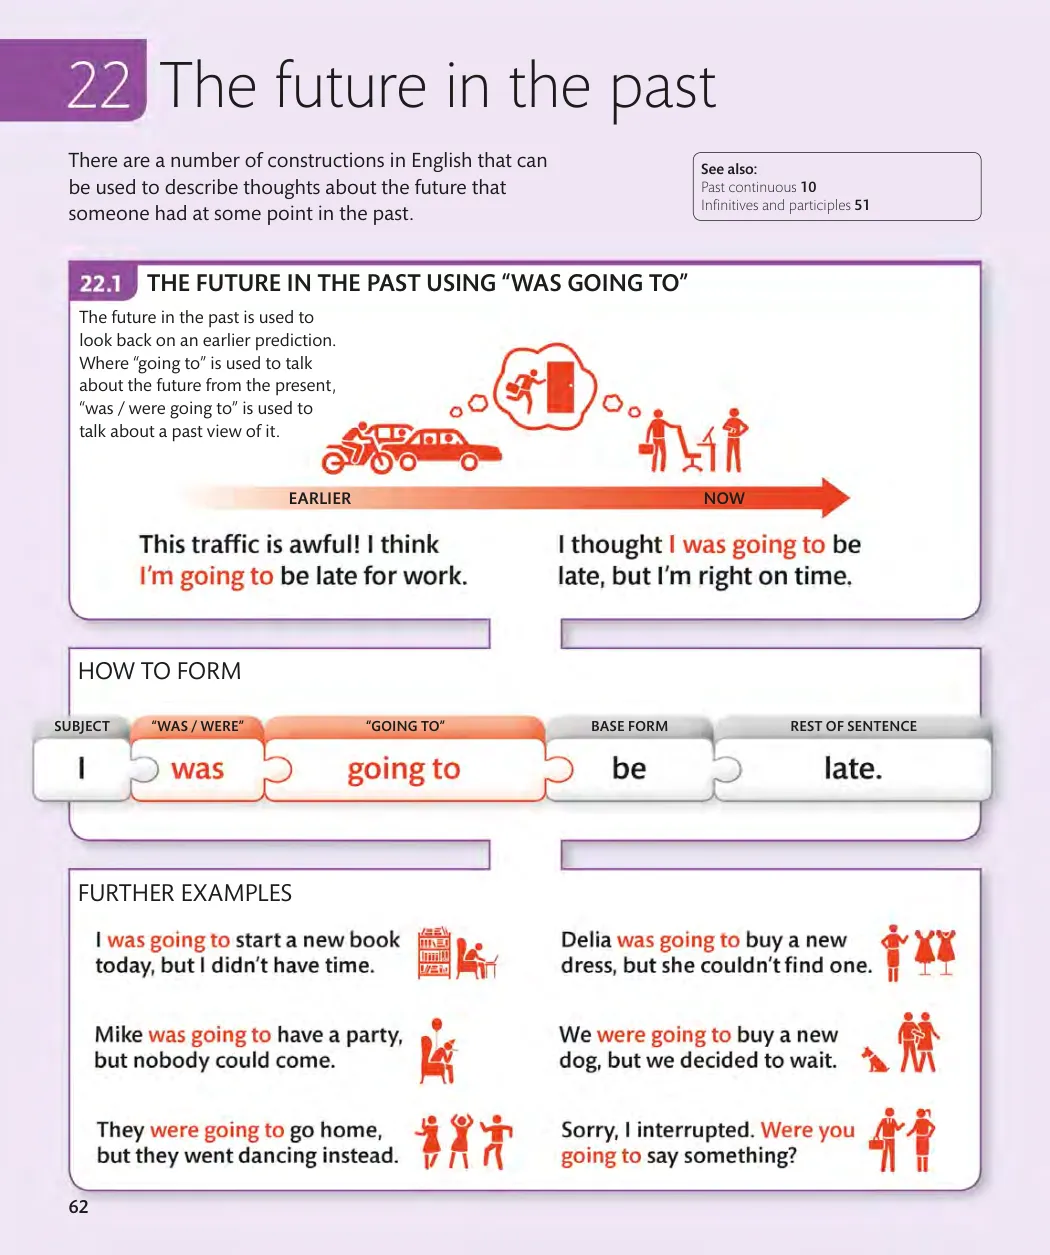 22 The future in the past
There are a number of constructions in English that can
be used to describe thoughts about the future that
someone had at some point in the past.
See also:
Past continuous 10
Infinitives and participles 51
22.1 THE FUTURE IN THE PAST USING “WAS GOING TO”
The future in the past is used to
look back on an earlier prediction.
Where “going to” is used to talk
about the future from the present,
“was / were going to” is used to
talk about a past view of it.
EARLIER
NOW
This traffic is awful! I think
I’m going to be late for work.
I thought I was going to be
late, but I’m right on time.
HOW TO FORM
SUBJECT “WAS / WERE” “GOING TO” BASE FORM REST OF SENTENCE
I was going to be late.
FURTHER EXAMPLES
I was going to start a new book
today, but I didn’t have time.
Delia was going to buy a new
dress, but she couldn’t find one.
Mike was going to have a party,
but nobody could come.
We were going to buy a new
dog, but we decided to wait.
They were going to go home,
but they went dancing instead.
Sorry, I interrupted. Were you
going to say something?
62